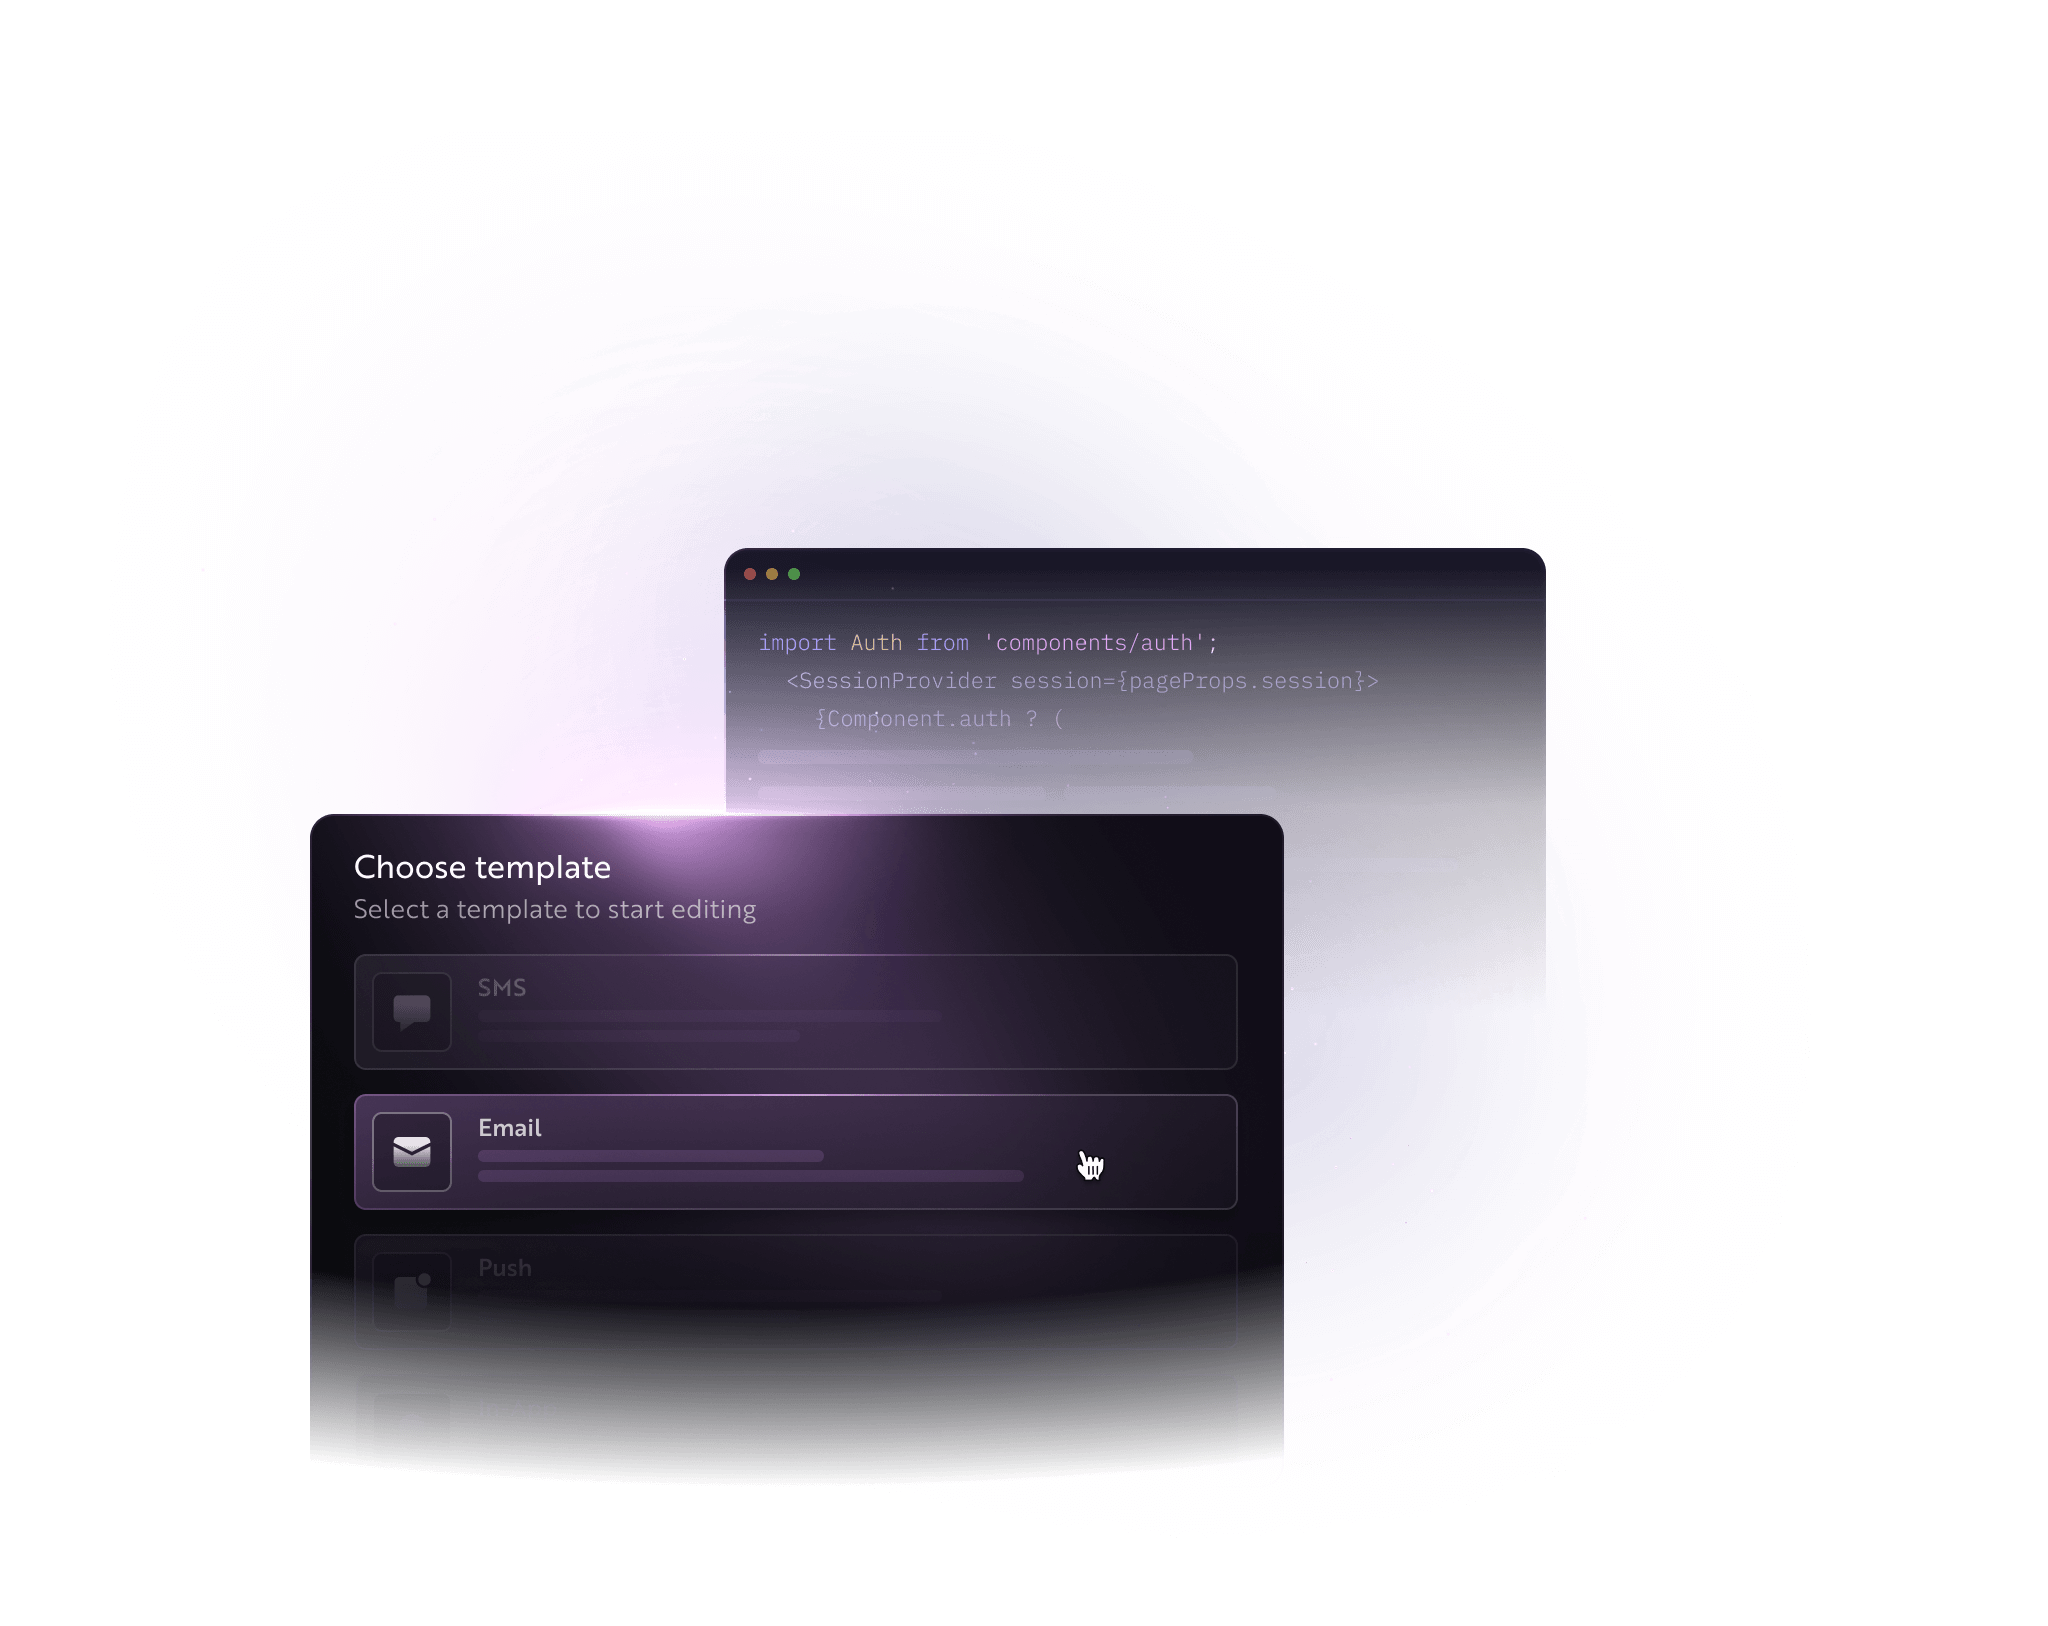 import Auth from 'components/auth';
<SessionProvider session={pageProps.session}>
{Component.auth ? (
Choose template
Select a template to start editing
SMS
Email
Push